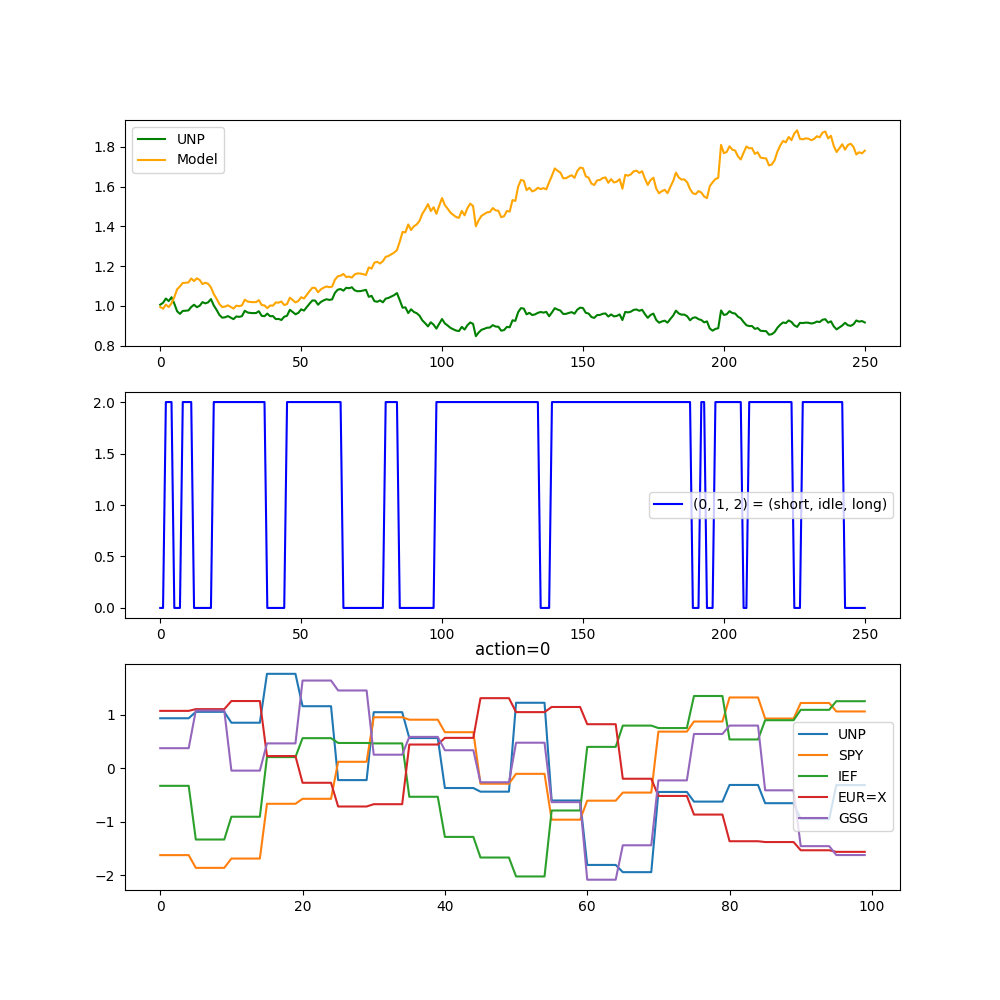 UNP
Model
1.8
1.6
1.4
1.2
1.0
0.8
0 50 100 150 200 250
2.0
1.5
1.0
0.5
0.0
(0, 1, 2) = (short, idle, long)
0 50 100 150 200 250
action=0
1
0
−1
−2
UNP
SPY
IEF
EUR=X
GSG
0 20 40 60 80 100